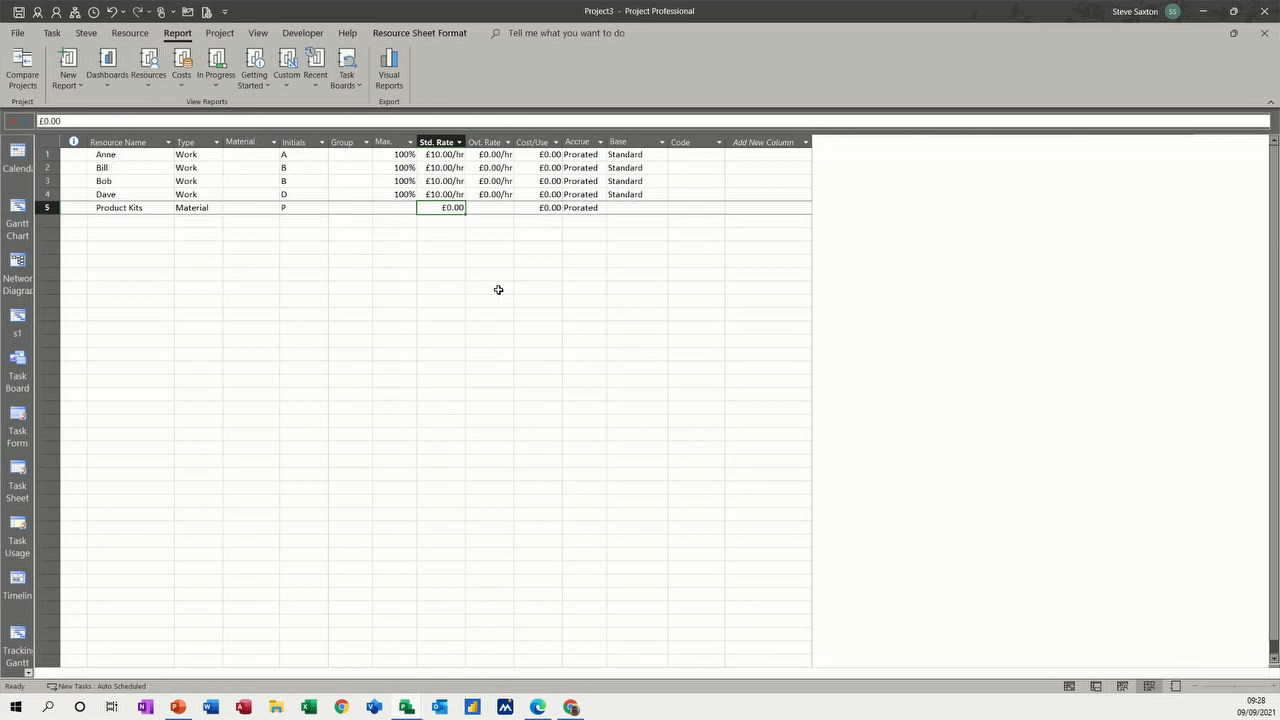 Project3 - Project Professional
Steve Saxton SS
File Task Steve Resource Report Project View Developer Help Resource Sheet Format Tell me what you want to do
Compare Projects
New Report
Dashboards
Resources
Costs
In Progress
Getting Started
Custom
Recent
Task Boards
Visual Reports
Project View Reports Export
£0.00
Resource Name Type Material Initials Group Max. Std. Rate Ovt. Rate Cost/Use Accrue Base Code Add New Column
1 Anne Work A 100% £10.00/hr £0.00/hr £0.00 Prorated Standard
2 Bill Work B 100% £10.00/hr £0.00/hr £0.00 Prorated Standard
3 Bob Work B 100% £10.00/hr £0.00/hr £0.00 Prorated Standard
4 Dave Work D 100% £10.00/hr £0.00/hr £0.00 Prorated Standard
5 Product Kits Material P £0.00 £0.00 Prorated
Calend
Gantt
Chart
Network
Diagra
s1
Task
Board
Task
Form
Task
Sheet
Task
Usage
Timelin
Tracking
Gantt
Ready New Tasks : Auto Scheduled
09:28
09/09/2021